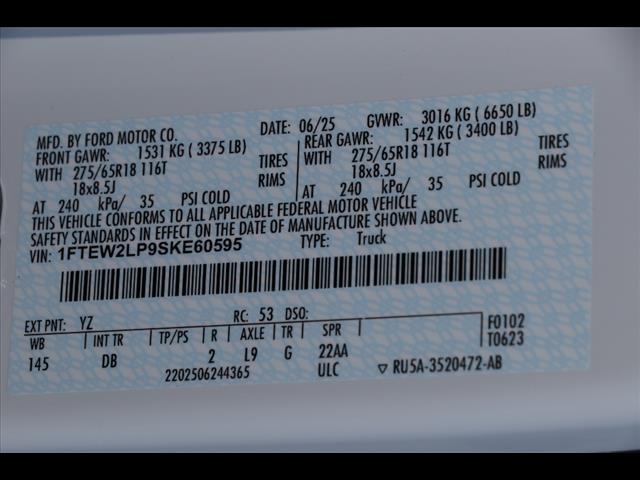 MFD. BY FORD MOTOR CO. DATE: 06/25 GVWR: 3016 KG ( 6650 LB)
FRONT GAWR: 1531 KG ( 3375 LB) REAR GAWR: 1542 KG ( 3400 LB)
WITH 275/65R18 116T TIRES WITH 275/65R18 116T TIRES
18x8.5J RIMS 18x8.5J RIMS
AT 240 kPa/ 35 PSI COLD AT 240 kPa/ 35 PSI COLD
THIS VEHICLE CONFORMS TO ALL APPLICABLE FEDERAL MOTOR VEHICLE
SAFETY STANDARDS IN EFFECT ON THE DATE OF MANUFACTURE SHOWN ABOVE.
VIN: 1FTEW2LP9SKE60595 TYPE: Truck
EXT PNT: YZ RC: 53 DSO:
WB INT TR TP/PS R AXLE TR SPR F0102
145 DB 2 L9 G 22AA T0623
2202506244365 ULC ▽ RU5A-3520472-AB